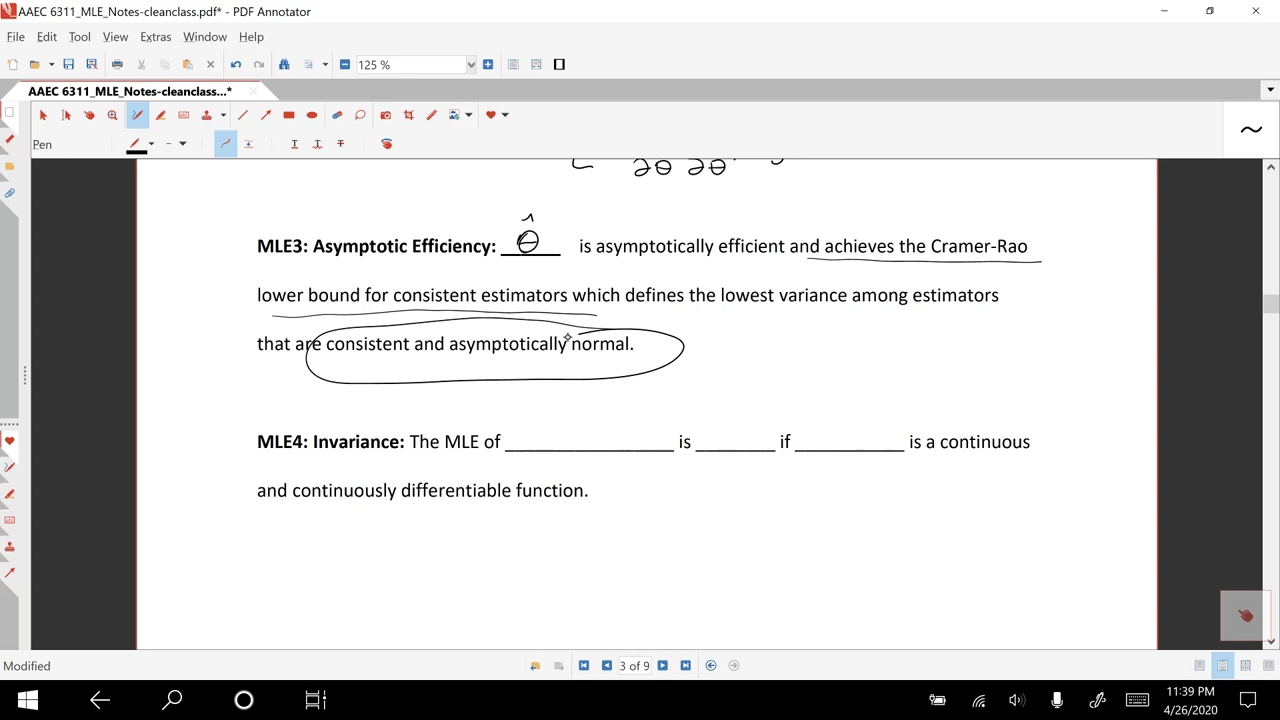 AAEC 6311_MLE_Notes-cleanclass.pdf* - PDF Annotator
File Edit Tool View Extras Window Help
125 %
AAEC 6311_MLE_Notes-cleanclass...*
Pen
∂θ ∂θ'
MLE3: Asymptotic Efficiency: θ̂ is asymptotically efficient and achieves the Cramer-Rao
lower bound for consistent estimators which defines the lowest variance among estimators
that are consistent and asymptotically normal.
MLE4: Invariance: The MLE of ________________ is ________ if ___________ is a continuous
and continuously differentiable function.
Modified
3 of 9
11:39 PM
4/26/2020